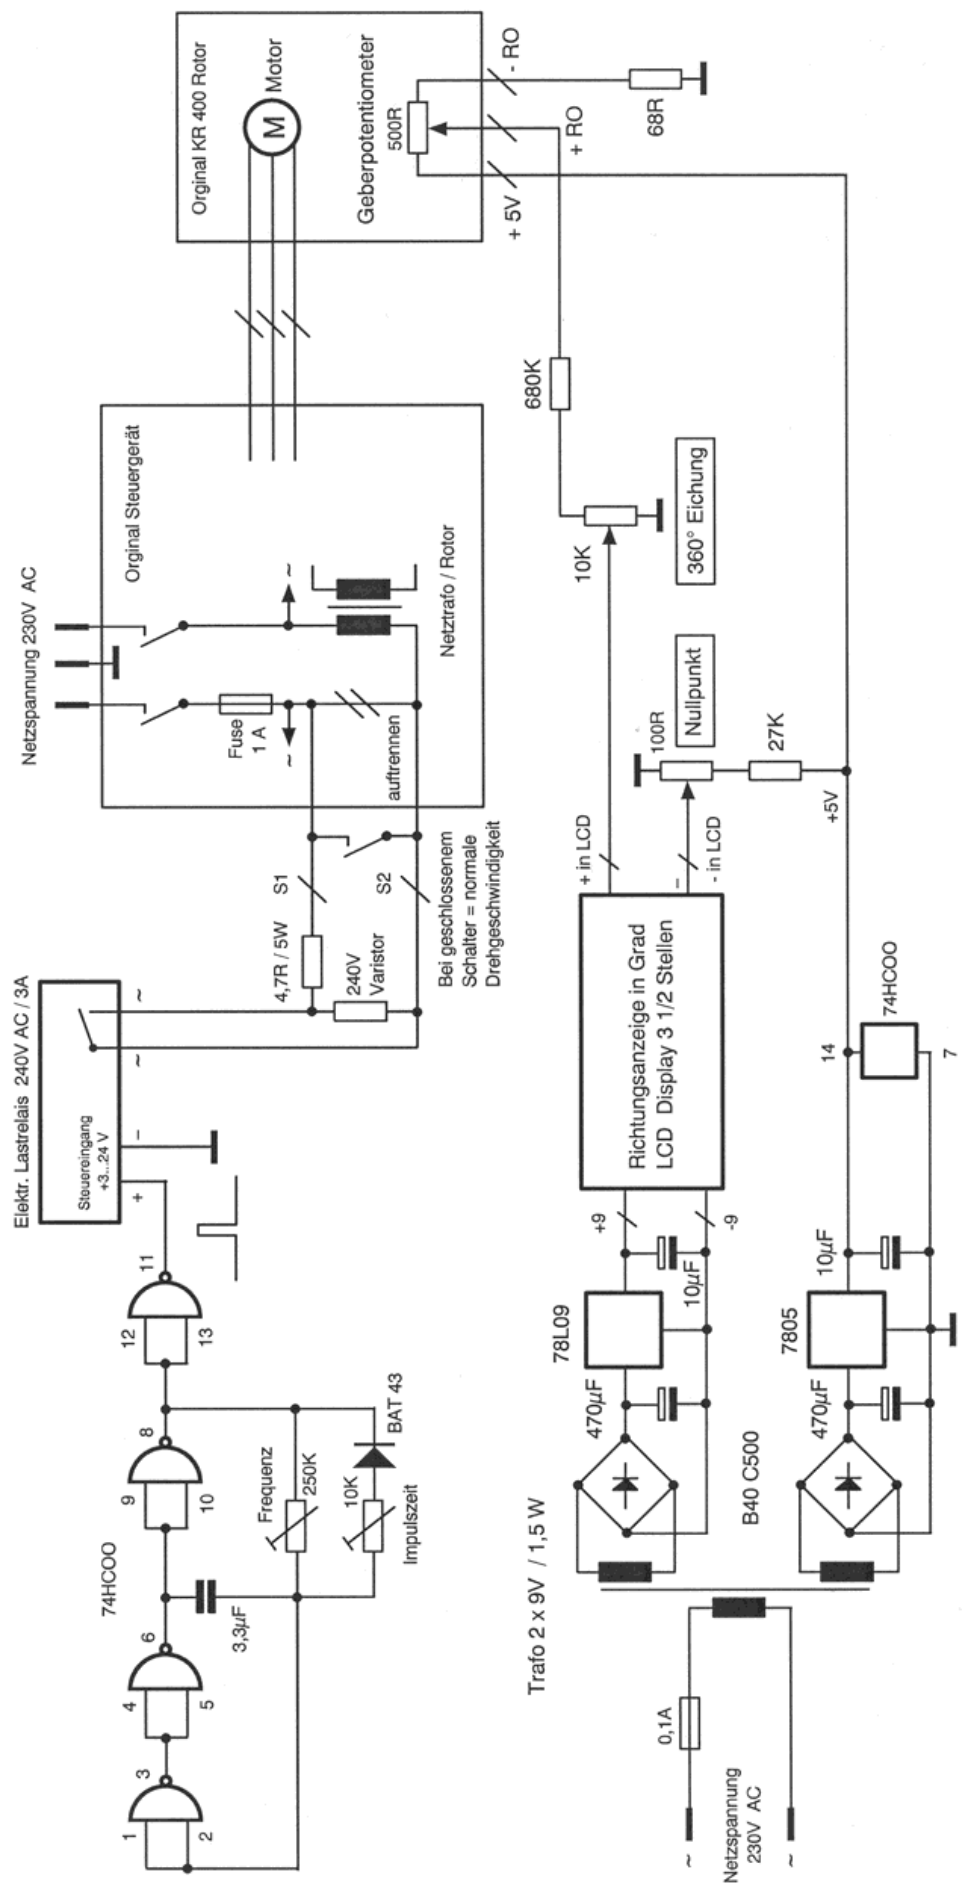 Elektr. Lastrelais 240V AC / 3A
Steuereingang
+3...24 V
+
–
~
~
74HCOO
1
2
3
4
5
6
9
10
8
12
13
11
3,3µF
Frequenz
250K
10K
Impulszeit
BAT 43
4,7R / 5W
240V
Varistor
S1
S2
Bei geschlossenem
Schalter = normale
Drehgeschwindigkeit
Netzspannung 230V AC
Orginal Steuergerät
Fuse
1 A
~
~
auftrennen
Netztrafo / Rotor
Orginal KR 400 Rotor
M
Motor
Geberpotentiometer
500R
+ 5V
+ RO
- RO
68R
680K
10K
360° Eichung
100R
Nullpunkt
27K
+5V
+ in LCD
–
- in LCD
Richtungsanzeige in Grad
LCD Display 3 1/2 Stellen
+9
-9
78L09
10µF
470µF
Trafo 2 x 9V / 1,5 W
B40 C500
7805
470µF
10µF
14
74HCOO
7
0,1A
~
Netzspannung
230V AC
~